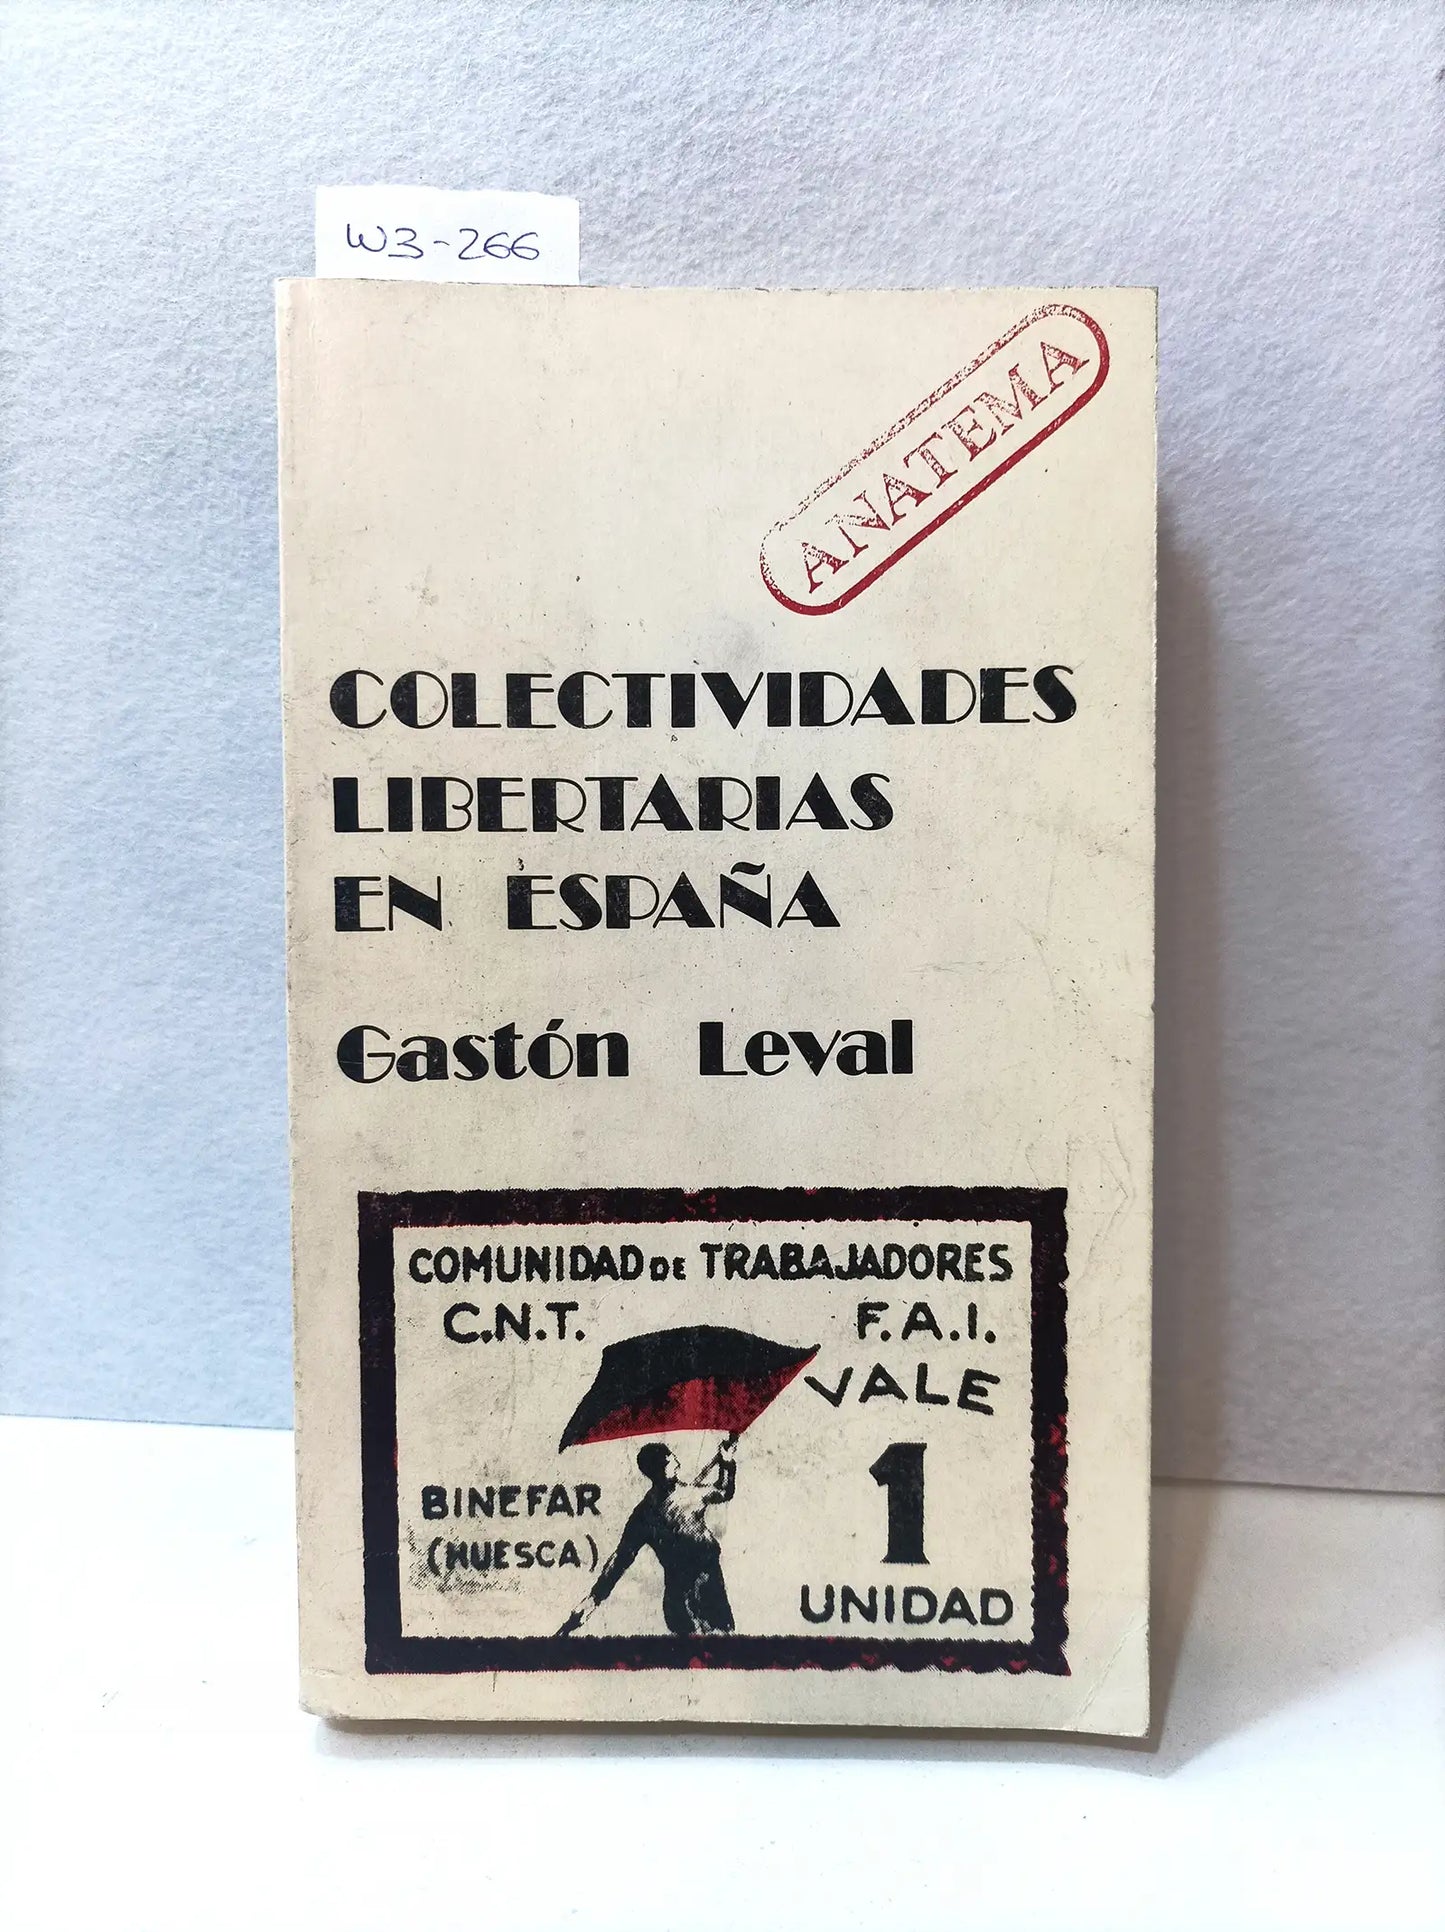 W3-266
ANATEMA
COLECTIVIDADES
LIBERTARIAS
EN ESPAÑA
Gastón Leval
COMUNIDAD DE TRABAJADORES
C.N.T. F.A.I.
VALE
1
BINEFAR
(HUESCA)
UNIDAD